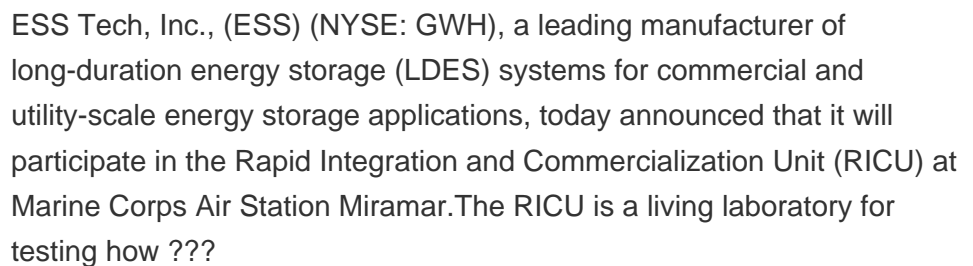 ESS Tech, Inc., (ESS) (NYSE: GWH), a leading manufacturer of
long-duration energy storage (LDES) systems for commercial and
utility-scale energy storage applications, today announced that it will
participate in the Rapid Integration and Commercialization Unit (RICU) at
Marine Corps Air Station Miramar.The RICU is a living laboratory for
testing how ???